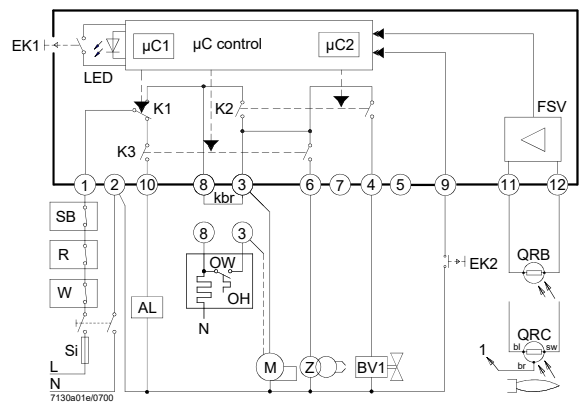 EK1
LED
µC1
µC control
µC2
K1
K2
K3
FSV
1
2
10
8
3
6
7
4
5
9
11
12
kbr
SB
R
W
Si
L
N
AL
8
3
OW
OH
N
M
Z
BV1
EK2
QRB
QRC
1
bl
sw
br
7130a01e/0700